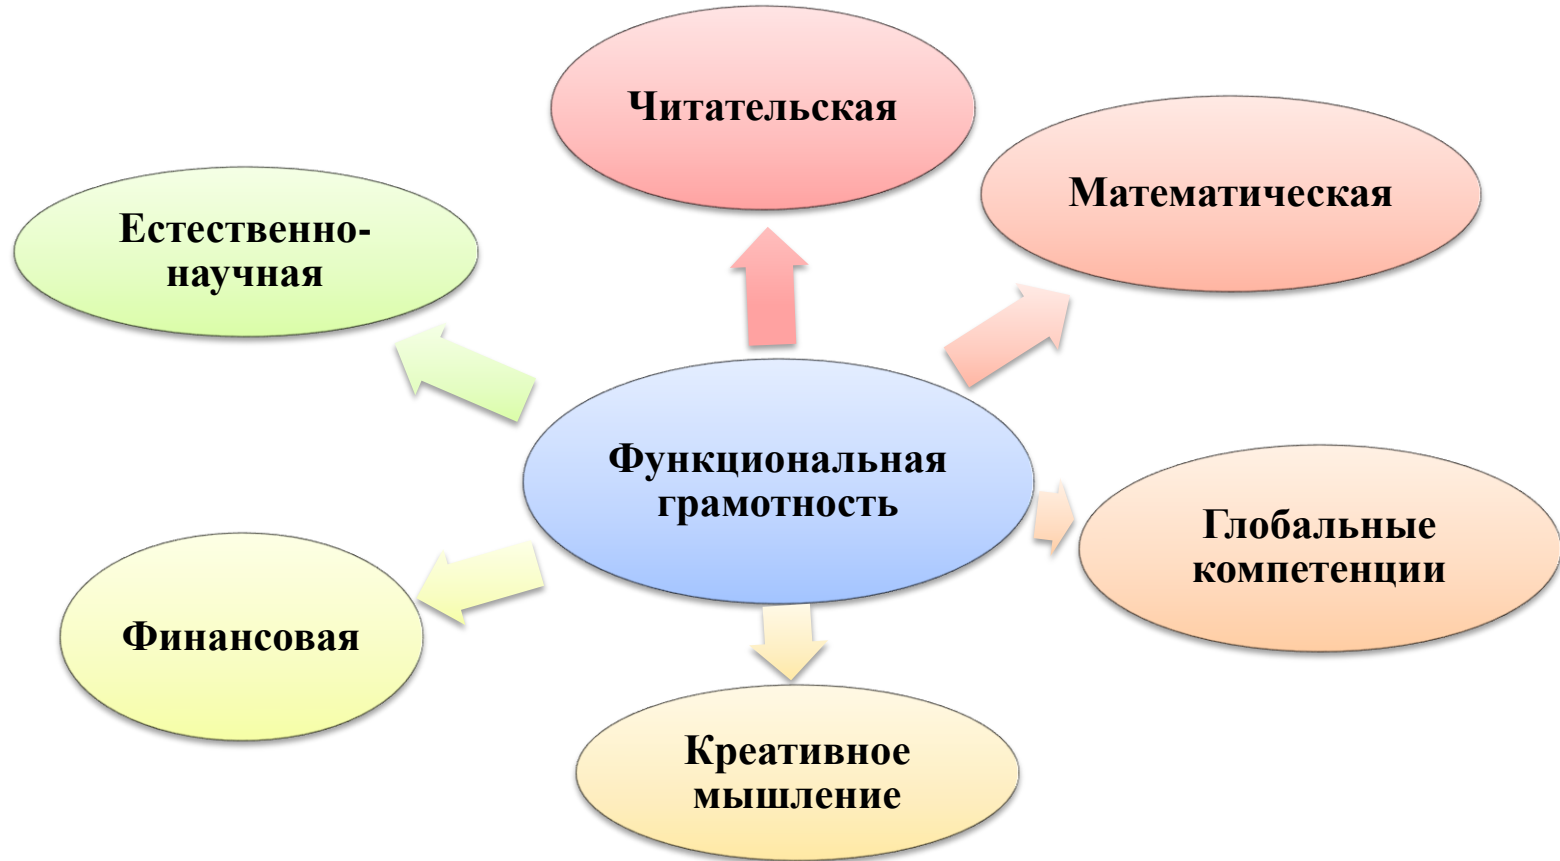 Читательская
Математическая
Естественно-
научная
Функциональная
грамотность
Глобальные
компетенции
Финансовая
Креативное
мышление